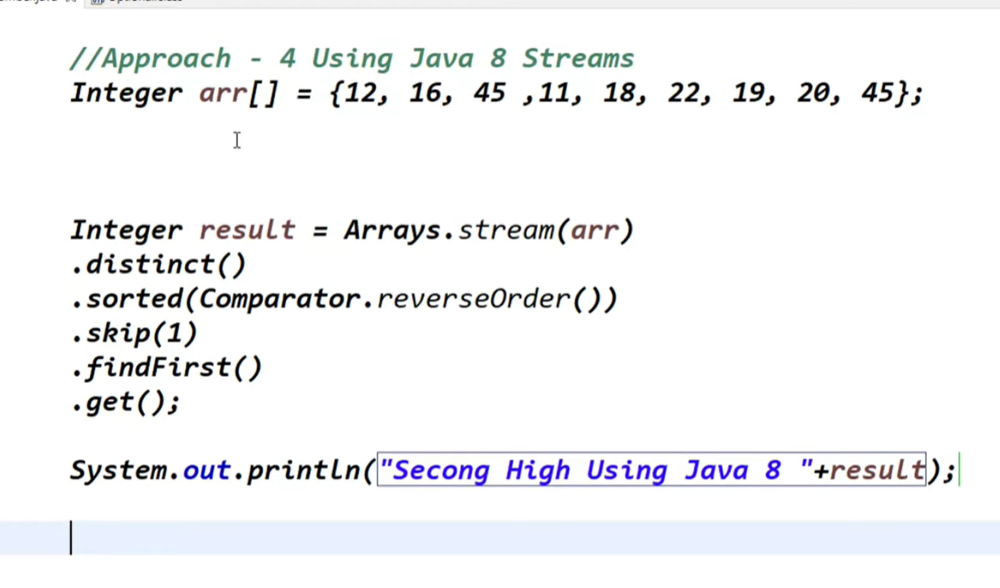 //Approach - 4 Using Java 8 Streams
Integer arr[] = {12, 16, 45 ,11, 18, 22, 19, 20, 45};
Integer result = Arrays.stream(arr)
.distinct()
.sorted(Comparator.reverseOrder())
.skip(1)
.findFirst()
.get();
System.out.println("Secong High Using Java 8 "+result);